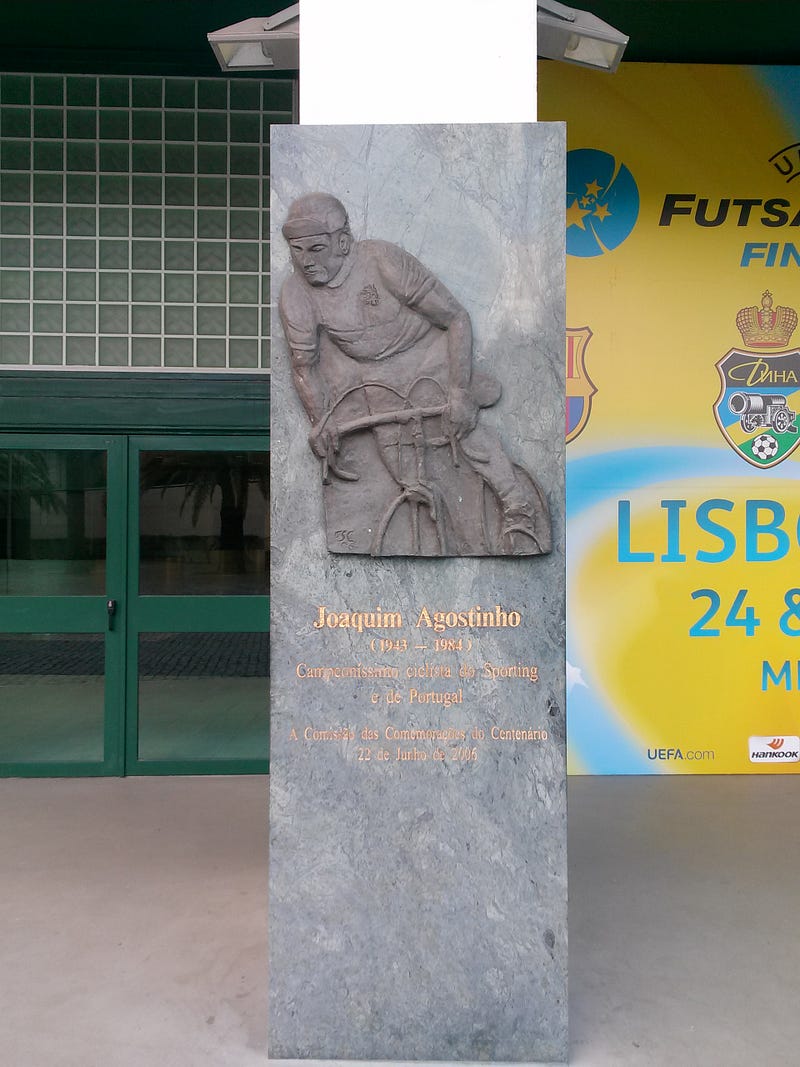 Joaquim Agostinho
(1943 — 1984)
Campeoníssimo ciclista do Sporting
e de Portugal
A Comissão das Comemorações do Centenário
22 de Junho de 2006
FUTSA
FIN
ФИНА
LISBO
24 &
UEFA.com
HANKOOK